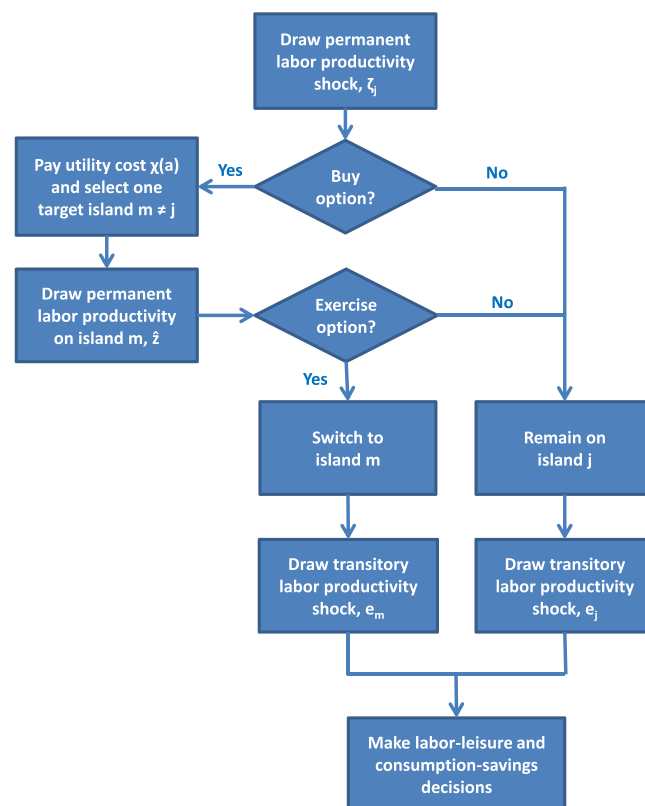 Draw permanent
labor productivity
shock, ζj
Pay utility cost χ(a)
and select one
target island m ≠ j
Yes
Buy
option?
No
Draw permanent
labor productivity
on island m, ẑ
Exercise
option?
No
Yes
Switch to
island m
Remain on
island j
Draw transitory
labor productivity
shock, em
Draw transitory
labor productivity
shock, ej
Make labor-leisure and
consumption-savings
decisions